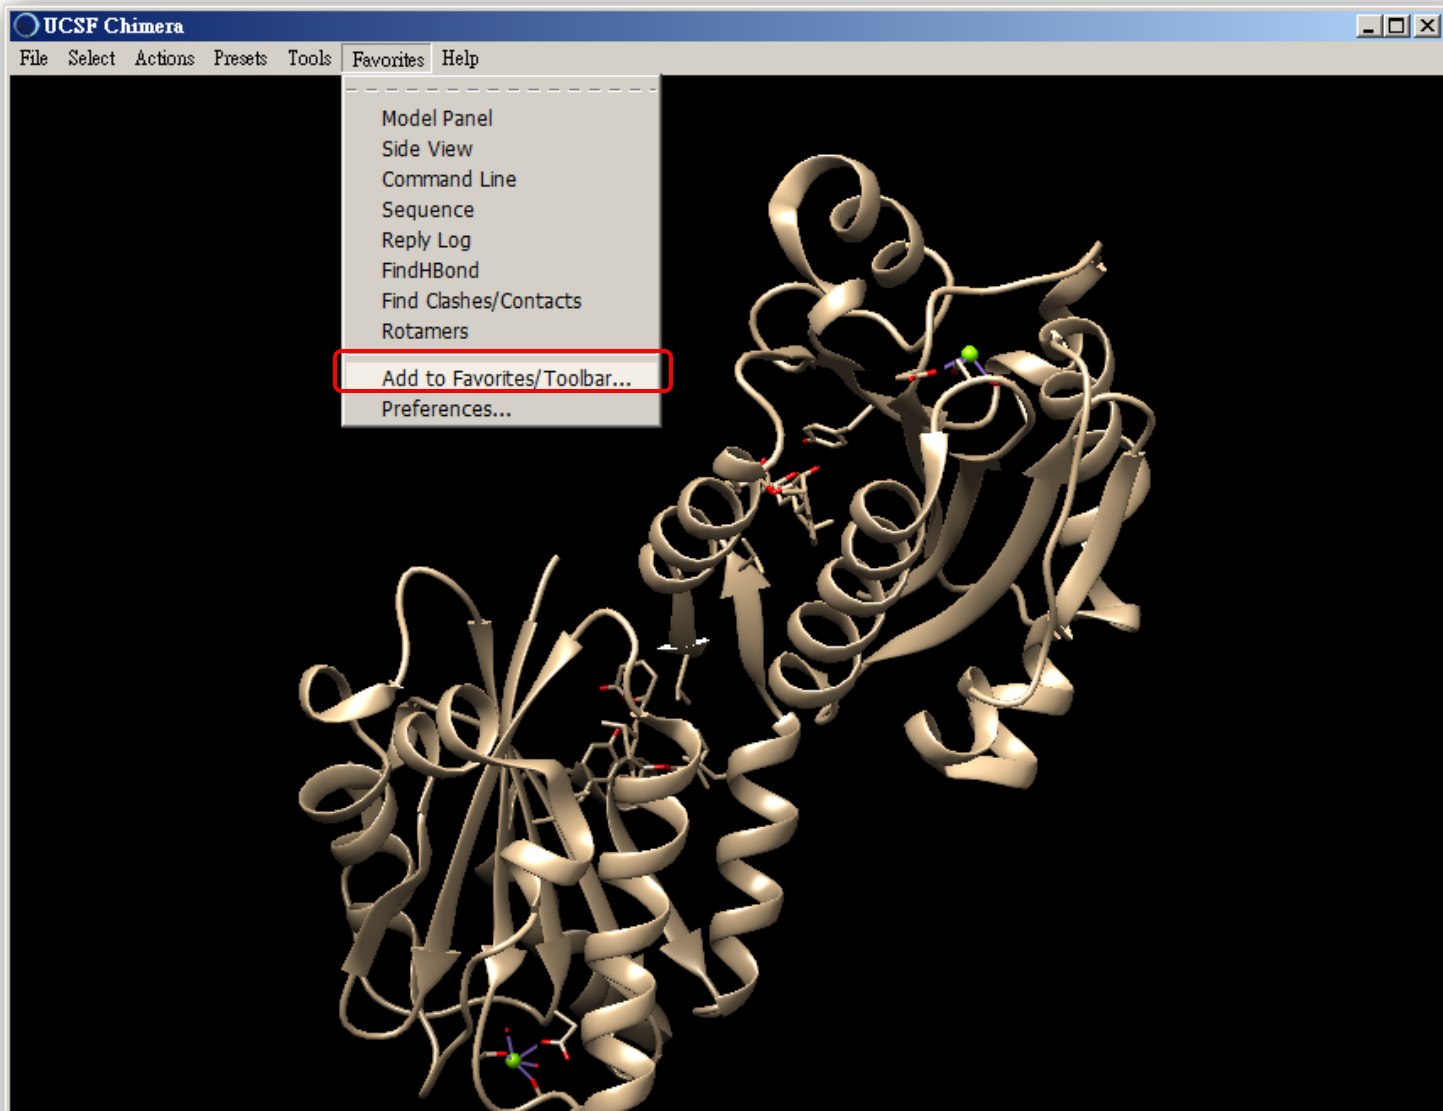 UCSF Chimera
File Select Actions Presets Tools Favorites Help
Model Panel
Side View
Command Line
Sequence
Reply Log
FindHBond
Find Clashes/Contacts
Rotamers
Add to Favorites/Toolbar...
Preferences...